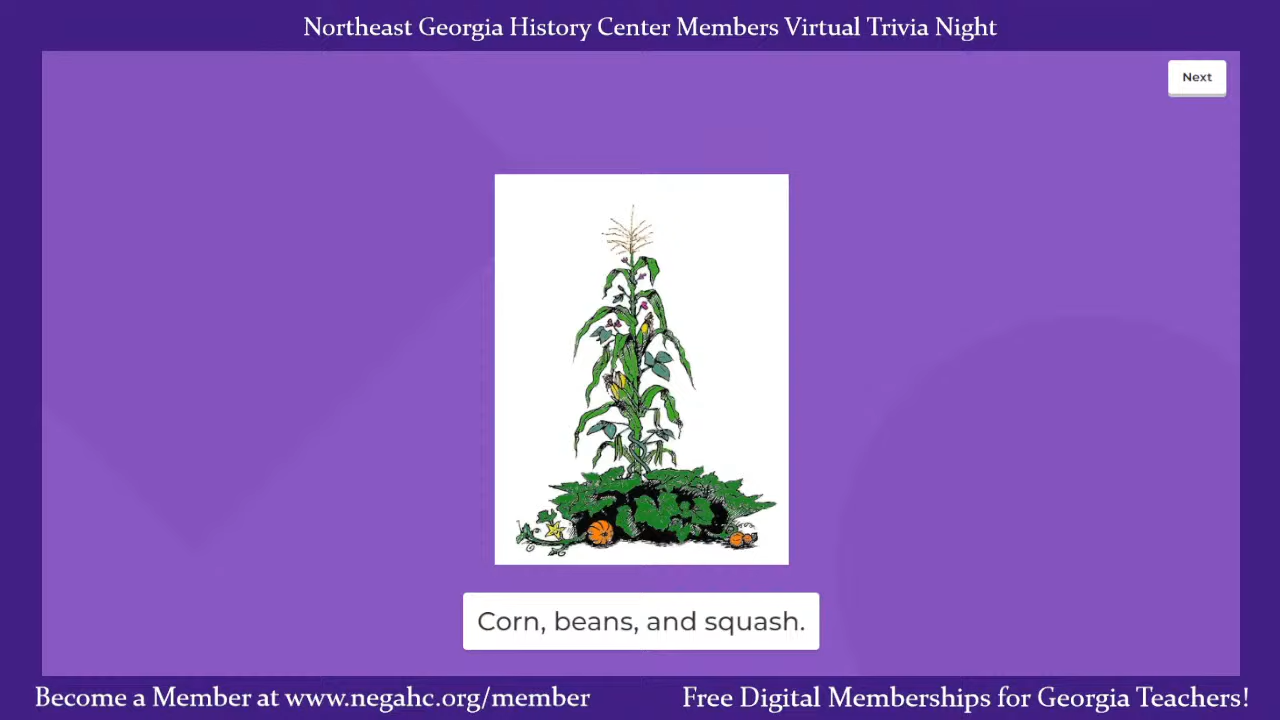 Northeast Georgia History Center Members Virtual Trivia Night
Next
Corn, beans, and squash.
Become a Member at www.negahc.org/member
Free Digital Memberships for Georgia Teachers!